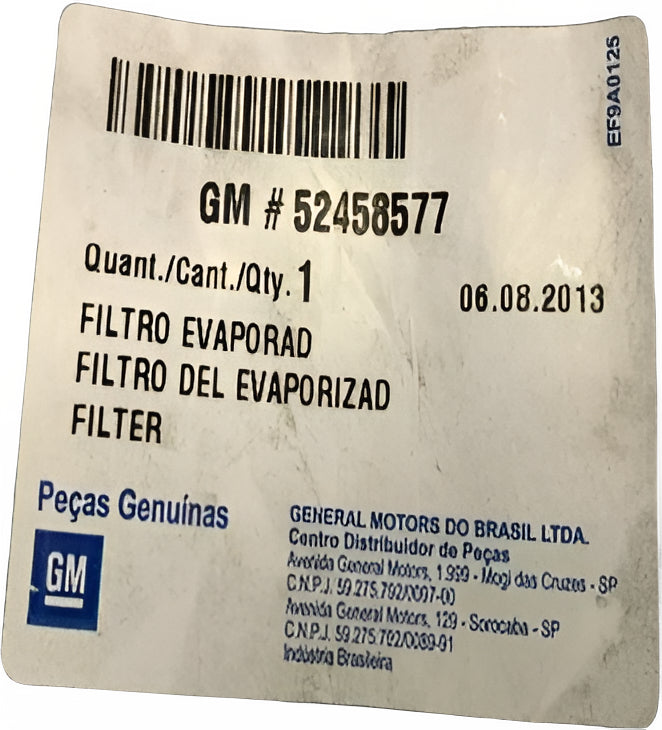 EF9A0125
GM # 52458577
Quant./Cant./Qty. 1
06.08.2013
FILTRO EVAPORAD
FILTRO DEL EVAPORIZAD
FILTER
Peças Genuínas
GM
GENERAL MOTORS DO BRASIL LTDA.
Centro Distribuidor de Peças
Avenida General Motors, 1.959 - Mogi das Cruzes - SP
C.N.P.J. 59.275.792/0007-00
Avenida General Motors, 129 - Sorocaba - SP
C.N.P.J. 59.275.792/0089-91
Indústria Brasileira